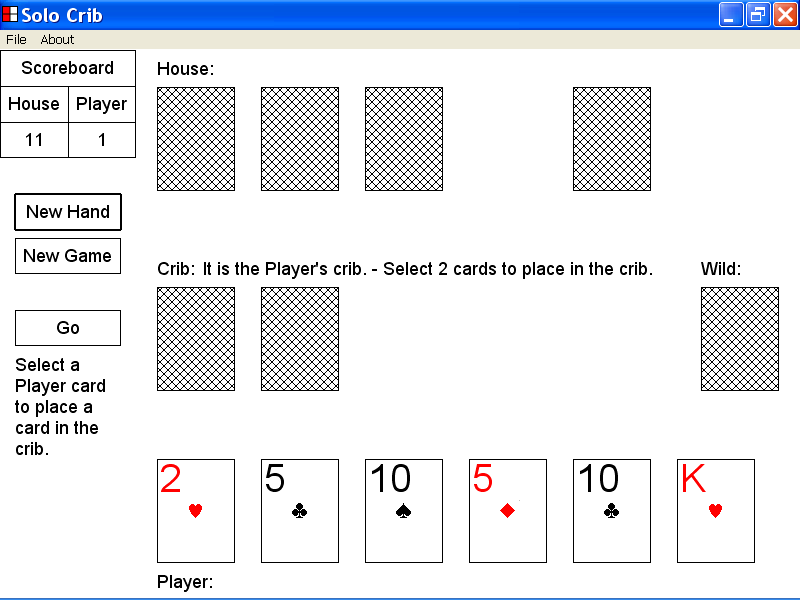 Solo Crib
File About
Scoreboard
House Player
11 1
New Hand
New Game
Go
Select a
Player card
to place a
card in the
crib.
House:
Crib: It is the Player's crib. - Select 2 cards to place in the crib.
Wild:
2 5 10 5 10 K
Player: